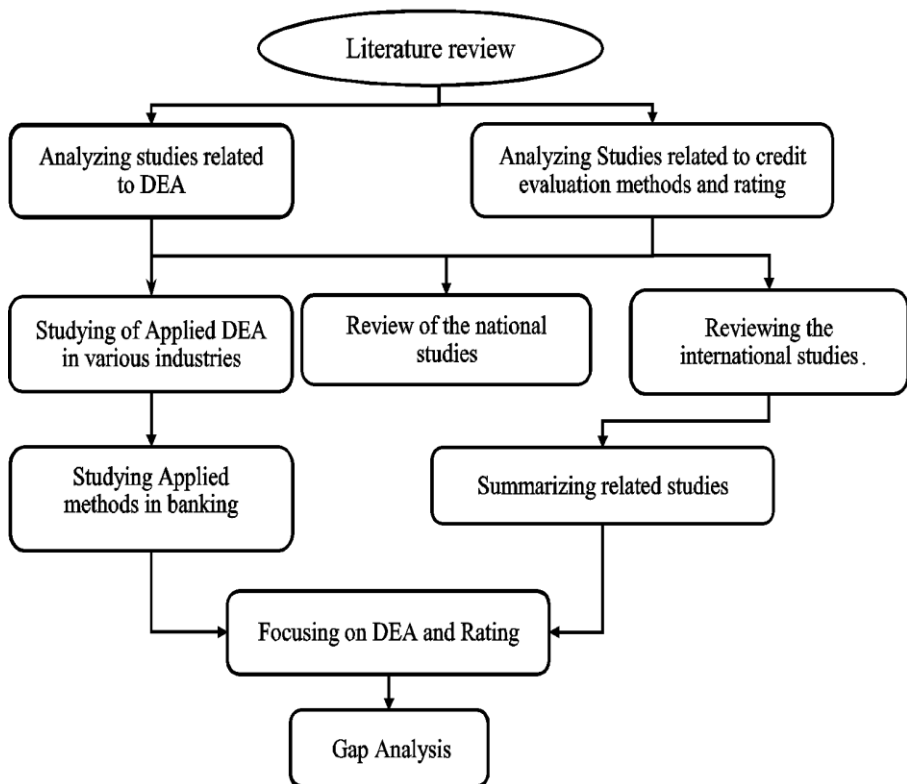 Literature review
Analyzing studies related
to DEA
Analyzing Studies related to credit
evaluation methods and rating
Studying of Applied DEA
in various industries
Review of the national
studies
Reviewing the
international studies .
Studying Applied
methods in banking
Summarizing related studies
Focusing on DEA and Rating
Gap Analysis